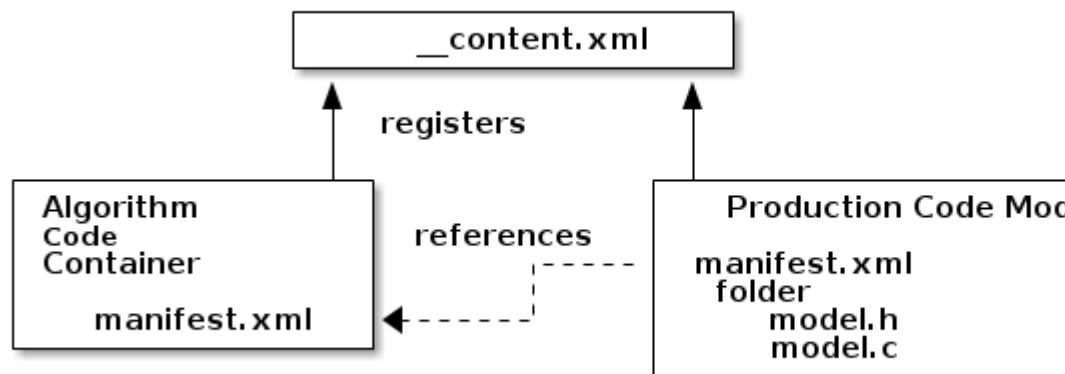 __content.xml
registers
Algorithm
Code
Container
manifest.xml
references
Production Code Mod
manifest.xml
folder
model.h
model.c